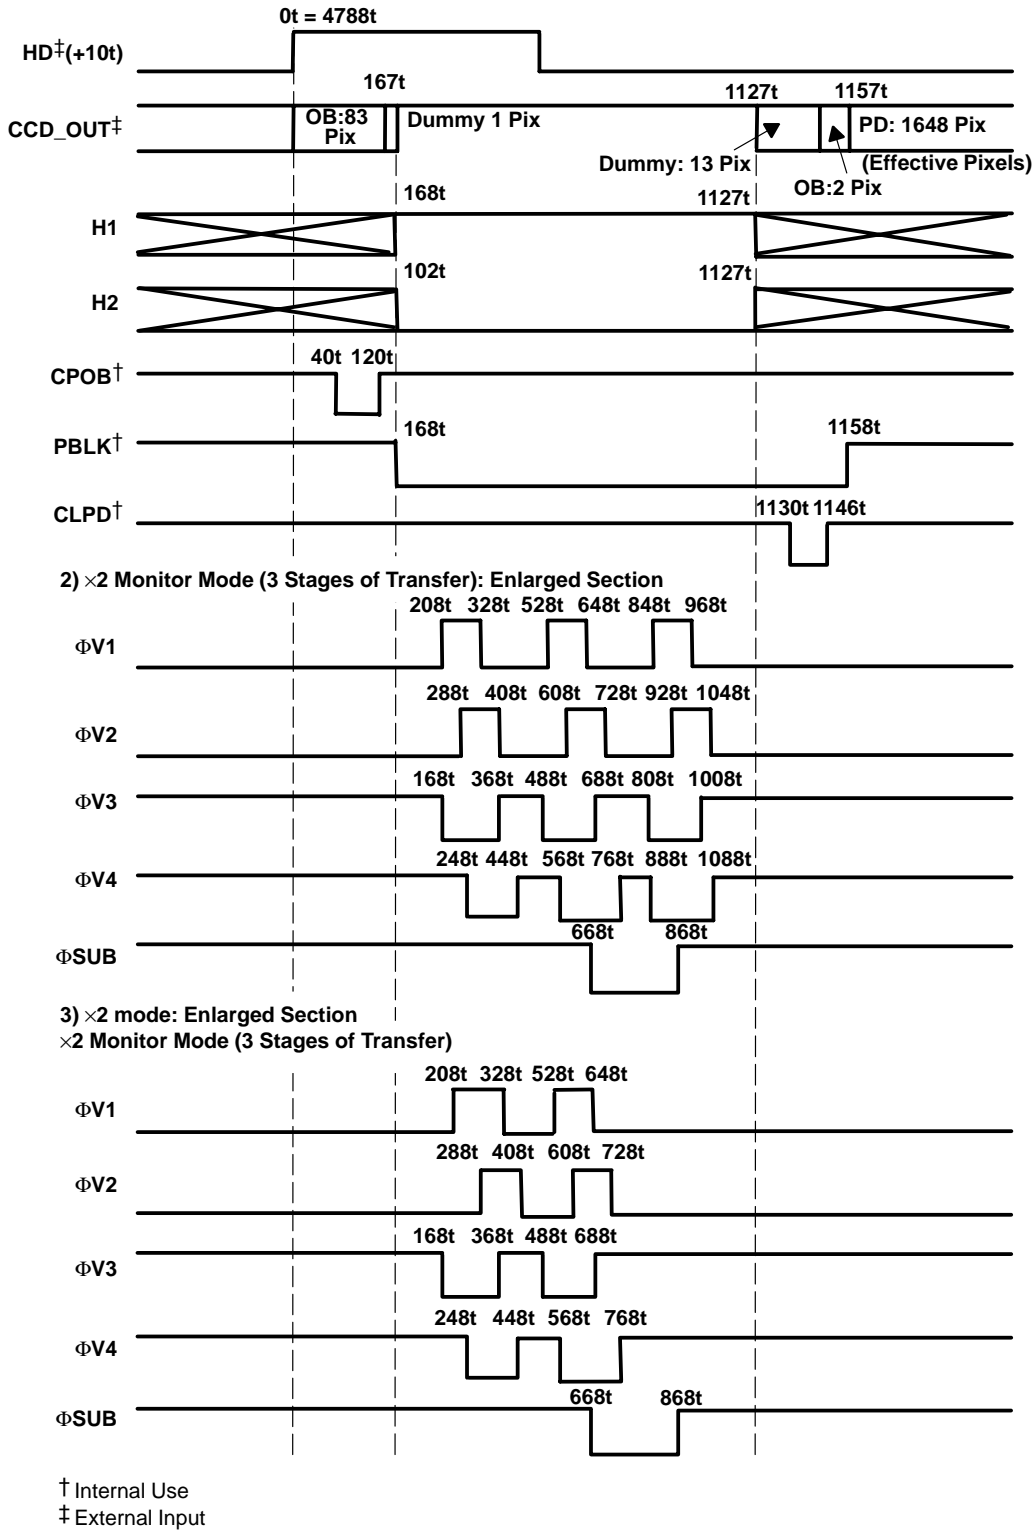 0t = 4788t
HD‡(+10t)
167t 1127t 1157t
CCD_OUT‡ OB:83 Pix Dummy 1 Pix PD: 1648 Pix
Dummy: 13 Pix (Effective Pixels)
OB:2 Pix
168t 1127t
H1
102t 1127t
H2
40t 120t
CPOB†
168t 1158t
PBLK†
1130t 1146t
CLPD†
2) ×2 Monitor Mode (3 Stages of Transfer): Enlarged Section
208t 328t 528t 648t 848t 968t
ΦV1
288t 408t 608t 728t 928t 1048t
ΦV2
168t 368t 488t 688t 808t 1008t
ΦV3
248t 448t 568t 768t 888t 1088t
ΦV4
668t 868t
ΦSUB
3) ×2 mode: Enlarged Section
×2 Monitor Mode (3 Stages of Transfer)
208t 328t 528t 648t
ΦV1
288t 408t 608t 728t
ΦV2
168t 368t 488t 688t
ΦV3
248t 448t 568t 768t
ΦV4
668t 868t
ΦSUB
† Internal Use
‡ External Input